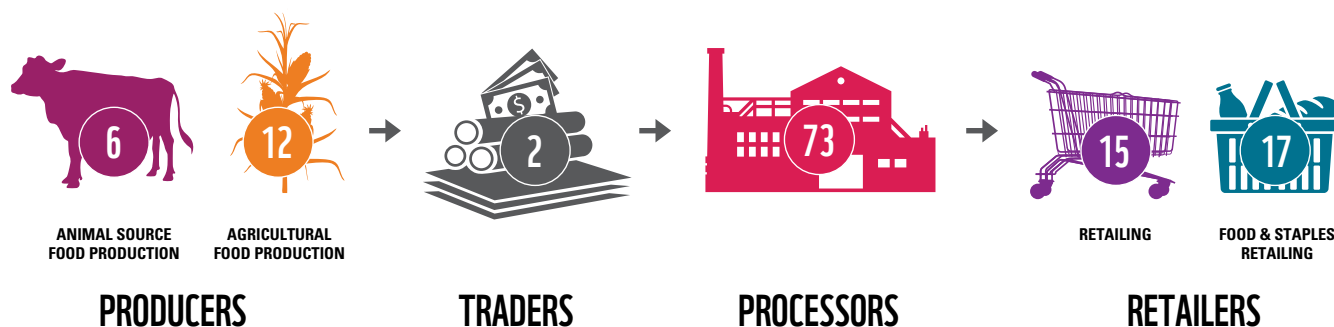 6
12
$
2
73
15
17
ANIMAL SOURCE
FOOD PRODUCTION
AGRICULTURAL
FOOD PRODUCTION
RETAILING
FOOD & STAPLES
RETAILING
PRODUCERS
TRADERS
PROCESSORS
RETAILERS